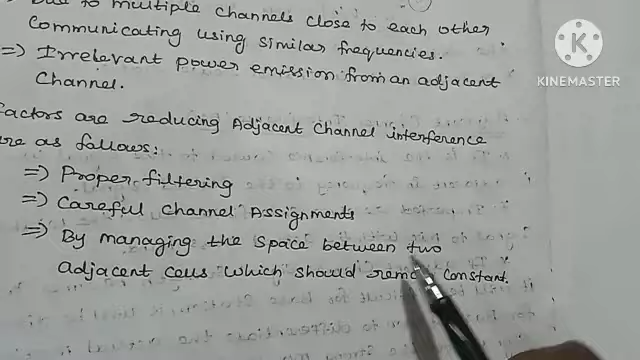 Due to multiple channels close to each other
Communicating using similar frequencies.
=> Irrelevant power emission from an adjacent
Channel.
Factors are reducing Adjacent Channel interference
are as follows:
=> Proper filtering
=> Careful Channel Assignments
=> By managing the space between two
adjacent cells which should constant.
KINEMASTER